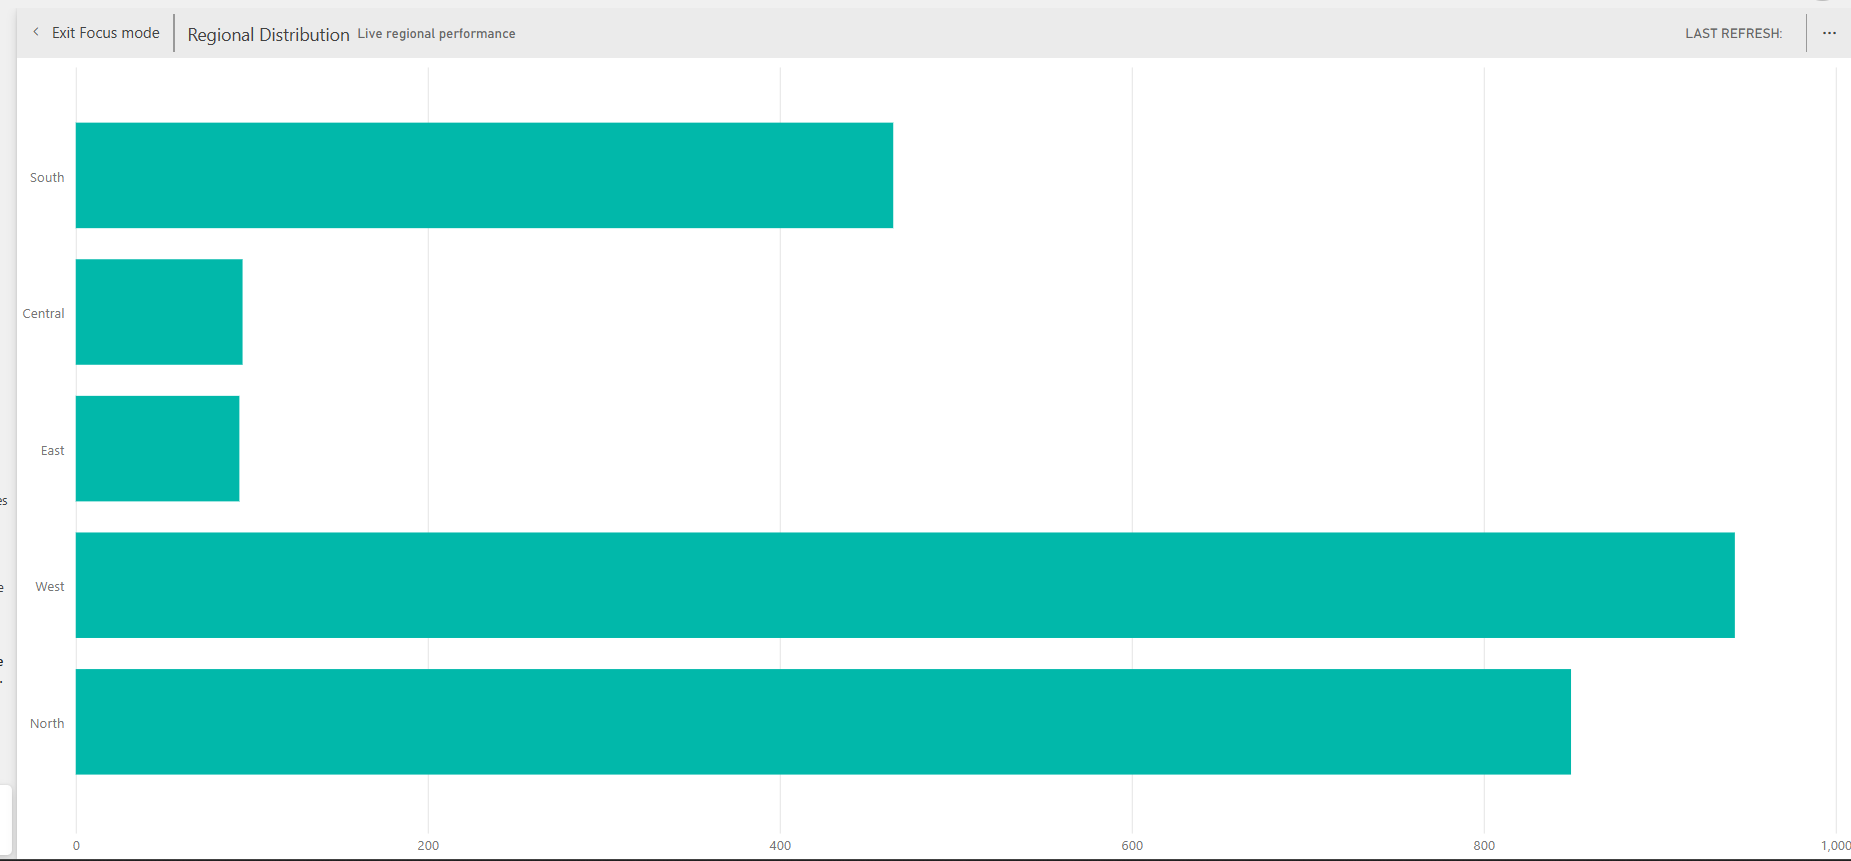 Exit Focus mode
Regional Distribution Live regional performance
LAST REFRESH:
South
Central
East
West
North
0 200 400 600 800 1,000